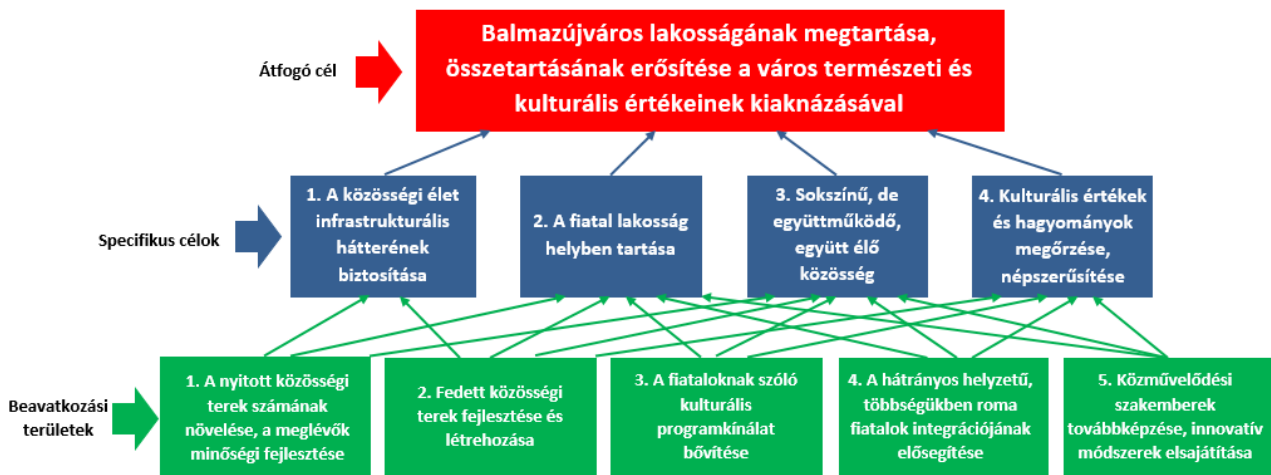 Átfogó cél
Balmazújváros lakosságának megtartása,
összetartásának erősítése a város természeti és
kulturális értékeinek kiaknázásával
Specifikus célok
1. A közösségi élet
infrastrukturális
hátterének
biztosítása
2. A fiatal lakosság
helyben tartása
3. Sokszínű, de
együttműködő,
együtt élő
közösség
4. Kulturális értékek
és hagyományok
megőrzése,
népszerűsítése
Beavatkozási
területek
1. A nyitott közösségi
terek számának
növelése, a meglévők
minőségi fejlesztése
2. Fedett közösségi
terek fejlesztése és
létrehozása
3. A fiataloknak szóló
kulturális
programkínálat
bővítése
4. A hátrányos helyzetű,
többségükben roma
fiatalok integrációjának
elősegítése
5. Közművelődési
szakemberek
továbbképzése, innovatív
módszerek elsajátítása